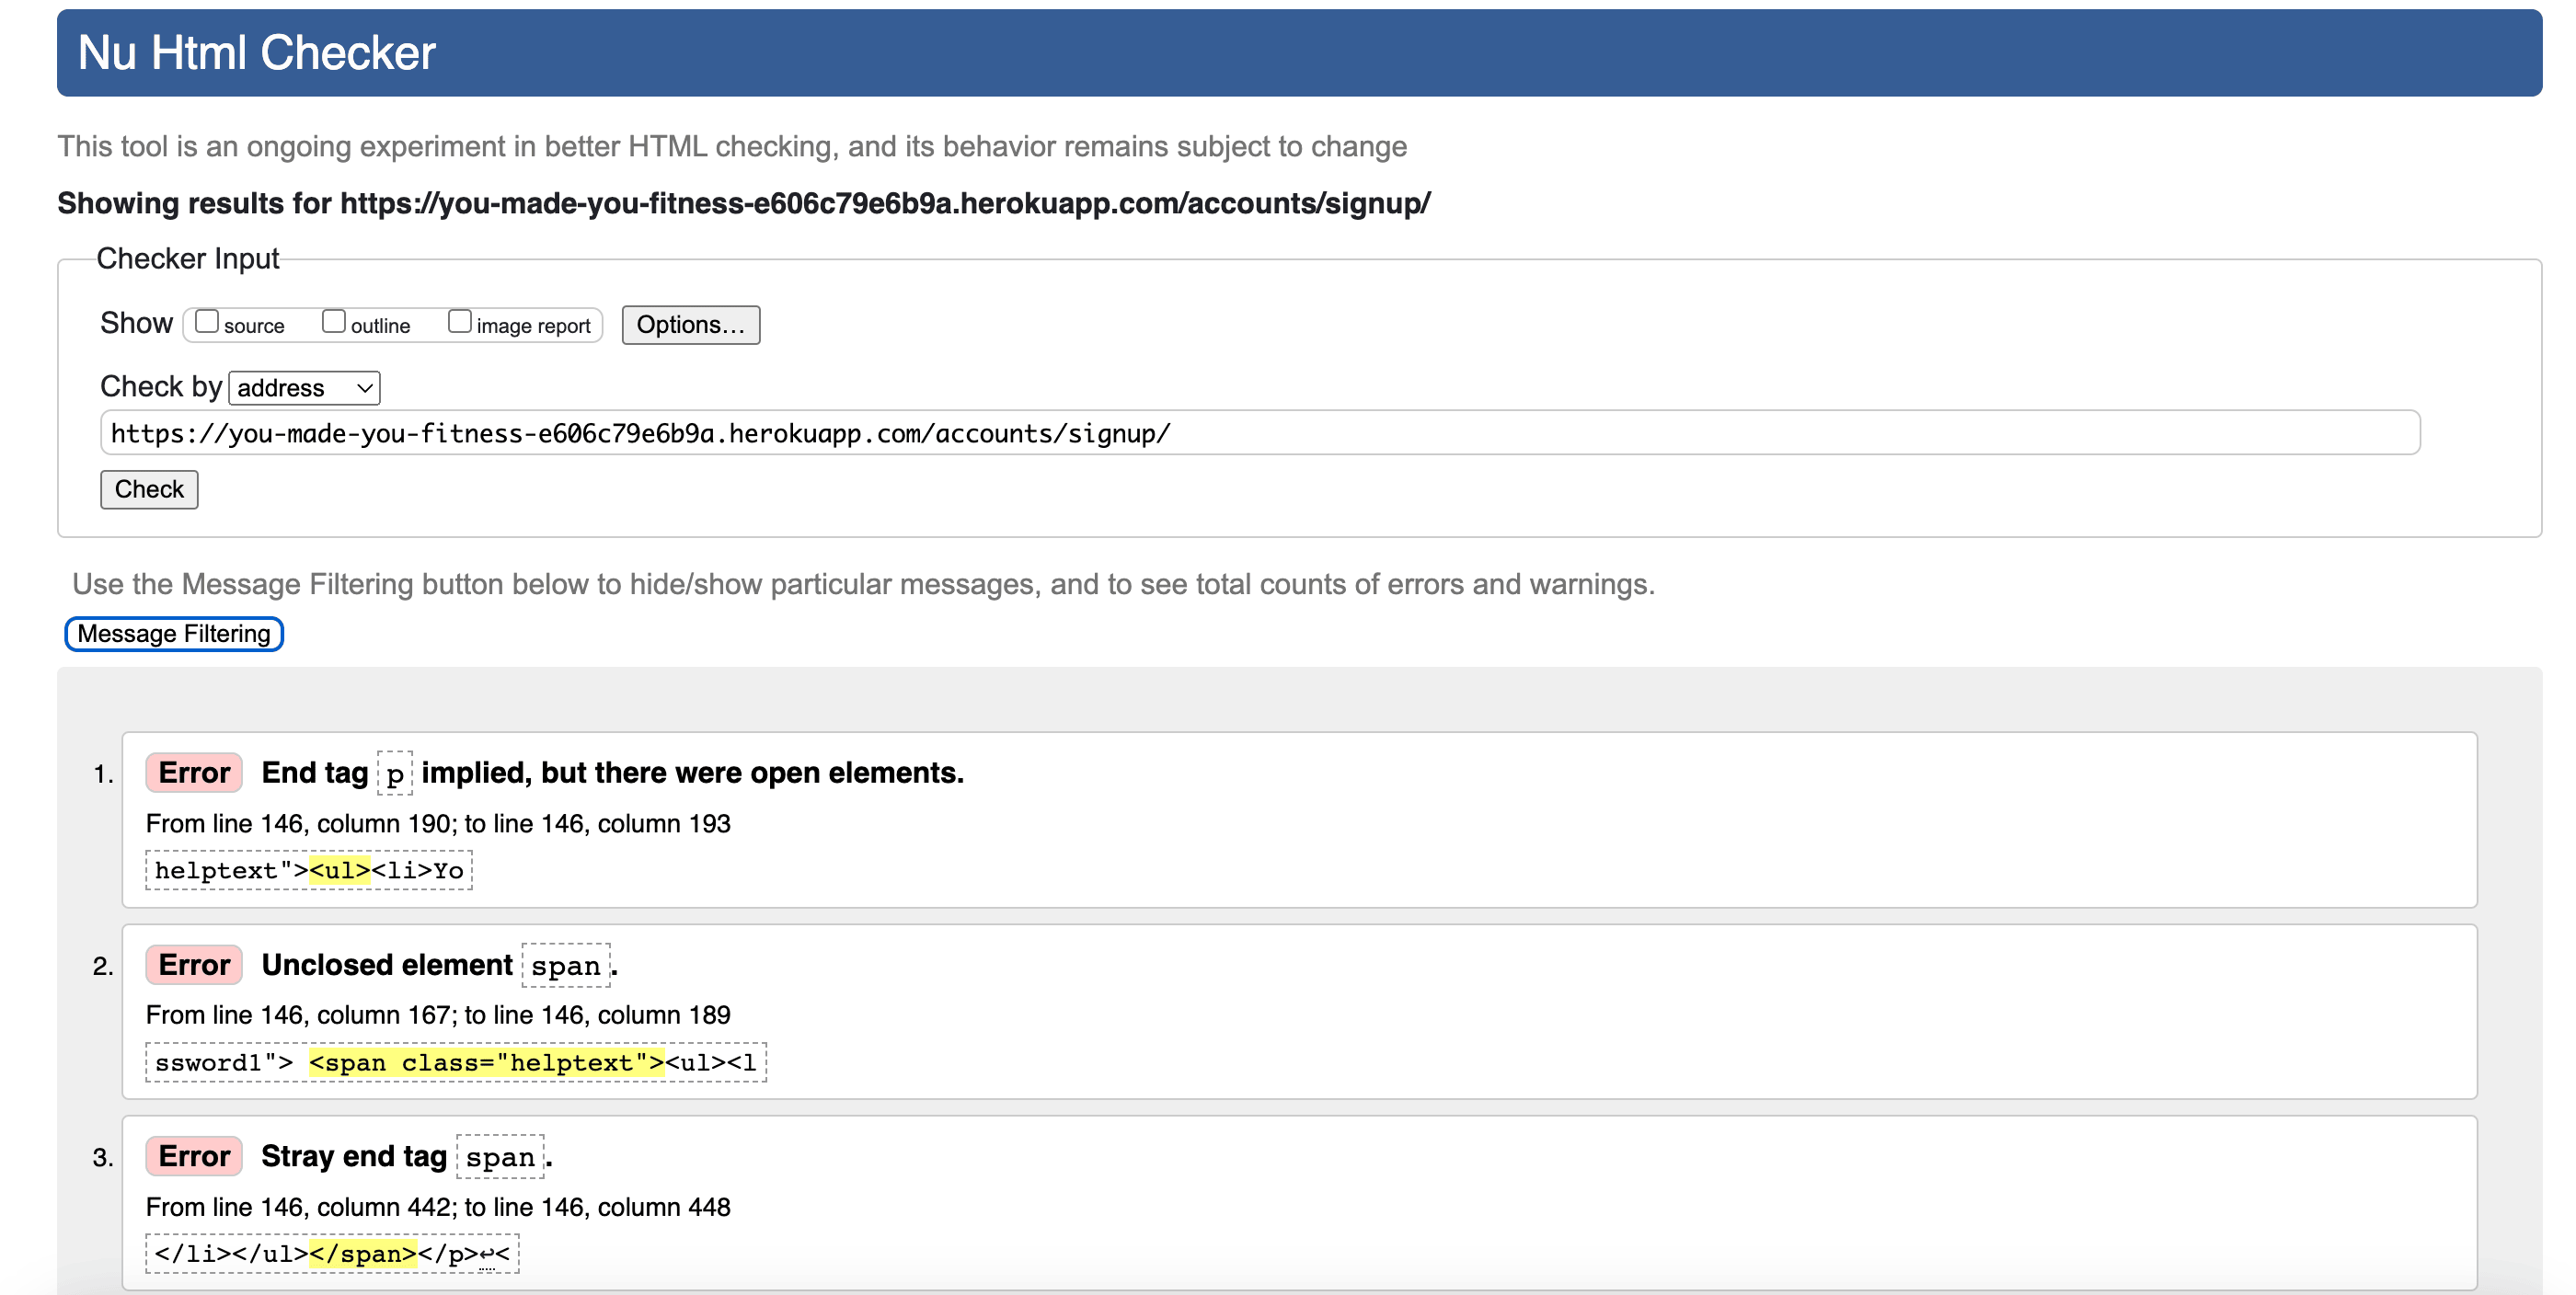 Nu Html Checker
This tool is an ongoing experiment in better HTML checking, and its behavior remains subject to change
Showing results for https://you-made-you-fitness-e606c79e6b9a.herokuapp.com/accounts/signup/
Checker Input
Show source outline image report Options...
Check by address
https://you-made-you-fitness-e606c79e6b9a.herokuapp.com/accounts/signup/
Check
Use the Message Filtering button below to hide/show particular messages, and to see total counts of errors and warnings.
Message Filtering
1. Error End tag p implied, but there were open elements.
From line 146, column 190; to line 146, column 193
helptext"><ul><li>Yo
2. Error Unclosed element span.
From line 146, column 167; to line 146, column 189
ssword1"> <span class="helptext"><ul><l
3. Error Stray end tag span.
From line 146, column 442; to line 146, column 448
</li></ul></span></p>↩<